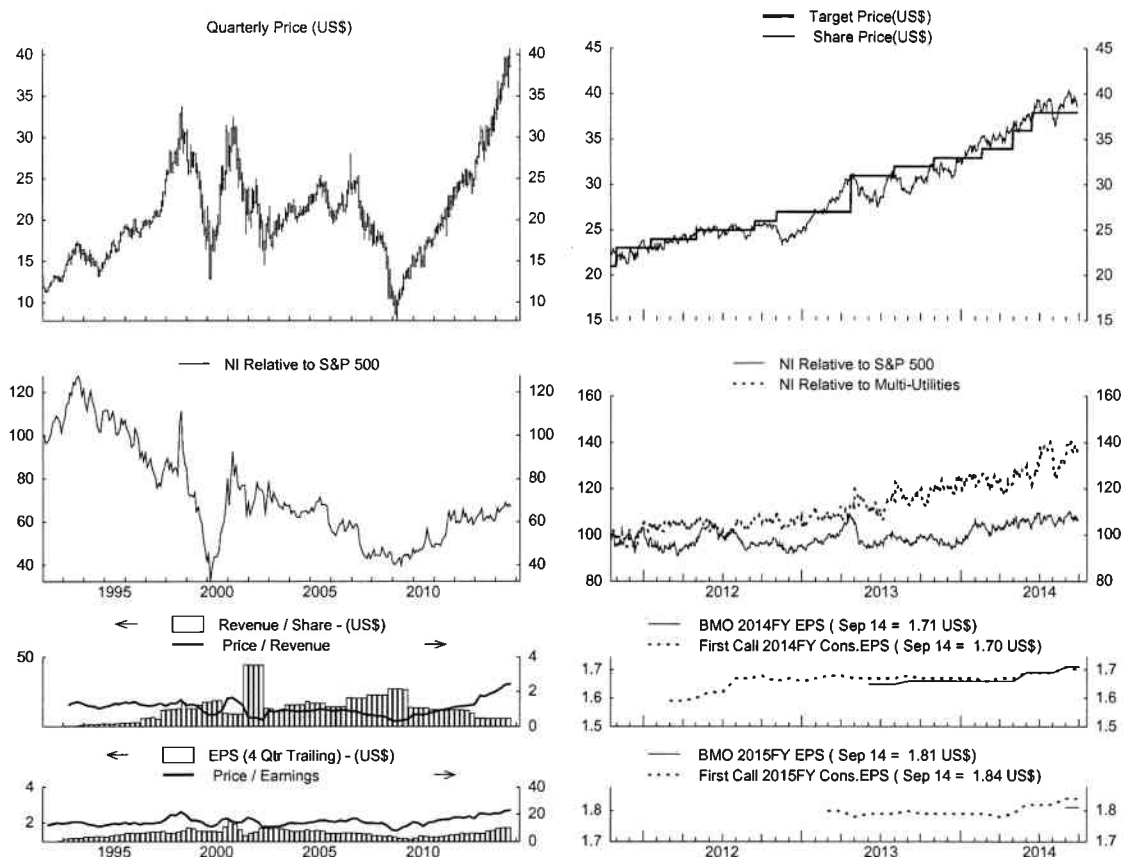 Quarterly Price (US$)
40 40
35 35
30 30
25 25
20 20
15 15
10 10
Target Price(US$)
Share Price(US$)
45 45
40 40
35 35
30 30
25 25
20 20
15 15
NI Relative to S&P 500
120 120
100 100
80 80
60 60
40 40
1995 2000 2005 2010
NI Relative to S&P 500
NI Relative to Multi-Utilities
160 160
140 140
120 120
100 100
80 80
2012 2013 2014
Revenue / Share - (US$)
Price / Revenue
50 4
2
0
BMO 2014FY EPS ( Sep 14 = 1.71 US$)
First Call 2014FY Cons.EPS ( Sep 14 = 1.70 US$)
1.7 1.7
1.6 1.6
1.5 1.5
EPS (4 Qtr Trailing) - (US$)
Price / Earnings
4 40
2 20
0
1995 2000 2005 2010
BMO 2015FY EPS ( Sep 14 = 1.81 US$)
First Call 2015FY Cons.EPS ( Sep 14 = 1.84 US$)
1.8 1.8
1.7 1.7
2012 2013 2014